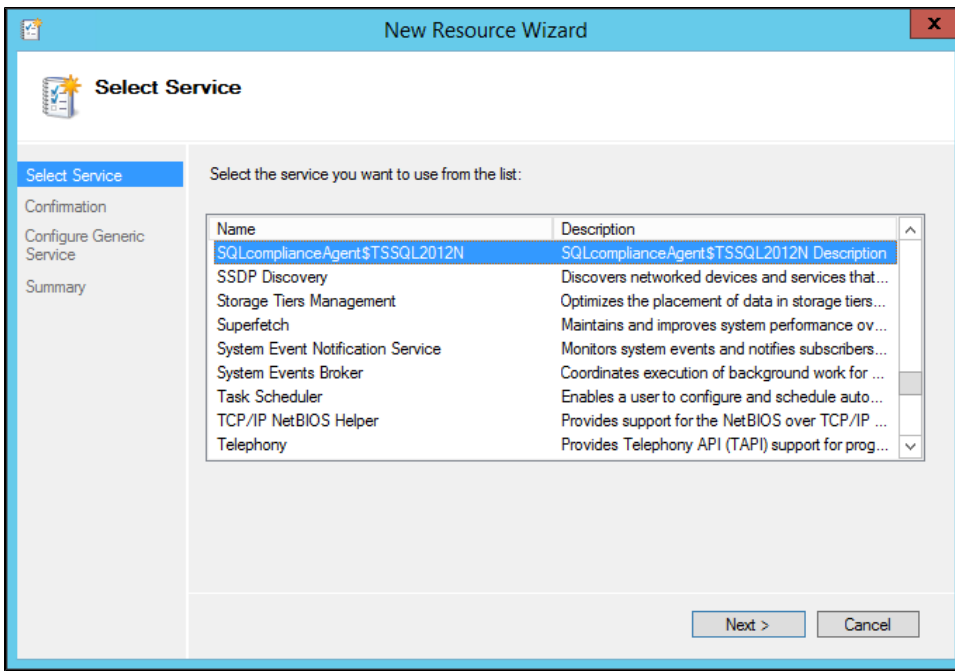 New Resource Wizard
x
Select Service
Select Service
Confirmation
Configure Generic
Service
Summary
Select the service you want to use from the list:
Name Description
SQLcomplianceAgent$TSSQL2012N SQLcomplianceAgent$TSSQL2012N Description
SSDP Discovery Discovers networked devices and services that...
Storage Tiers Management Optimizes the placement of data in storage tiers...
Superfetch Maintains and improves system performance ov...
System Event Notification Service Monitors system events and notifies subscribers...
System Events Broker Coordinates execution of background work for ...
Task Scheduler Enables a user to configure and schedule auto...
TCP/IP NetBIOS Helper Provides support for the NetBIOS over TCP/IP ...
Telephony Provides Telephony API (TAPI) support for prog...
Next > Cancel